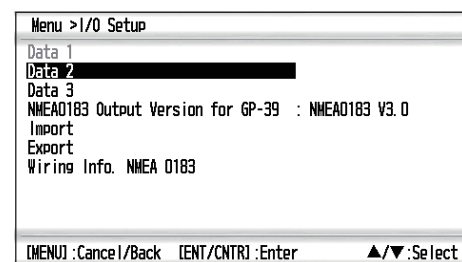 Menu >I/O Setup
Data 1
Data 2
Data 3
NMEA0183 Output Version for GP-39 : NMEA0183 V3.0
Import
Export
Wiring Info. NMEA 0183
[MENU] :Cancel/Back [ENT/CNTR] :Enter ▲/▼ :Select